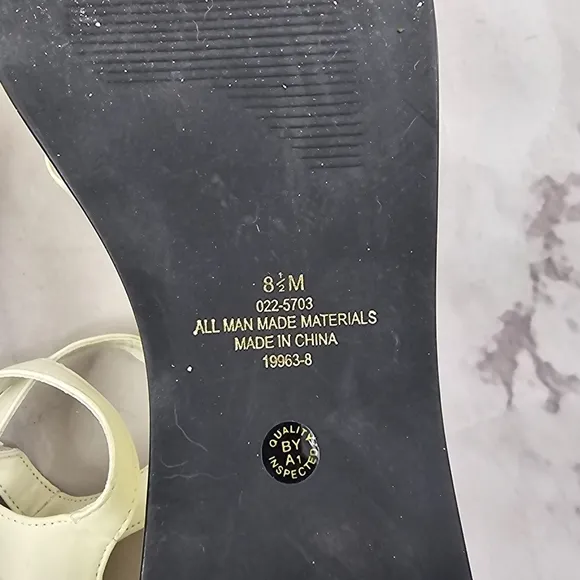 8½M
022-5703
ALL MAN MADE MATERIALS
MADE IN CHINA
19963-8
QUALITY
BY
A1
INSPECTED